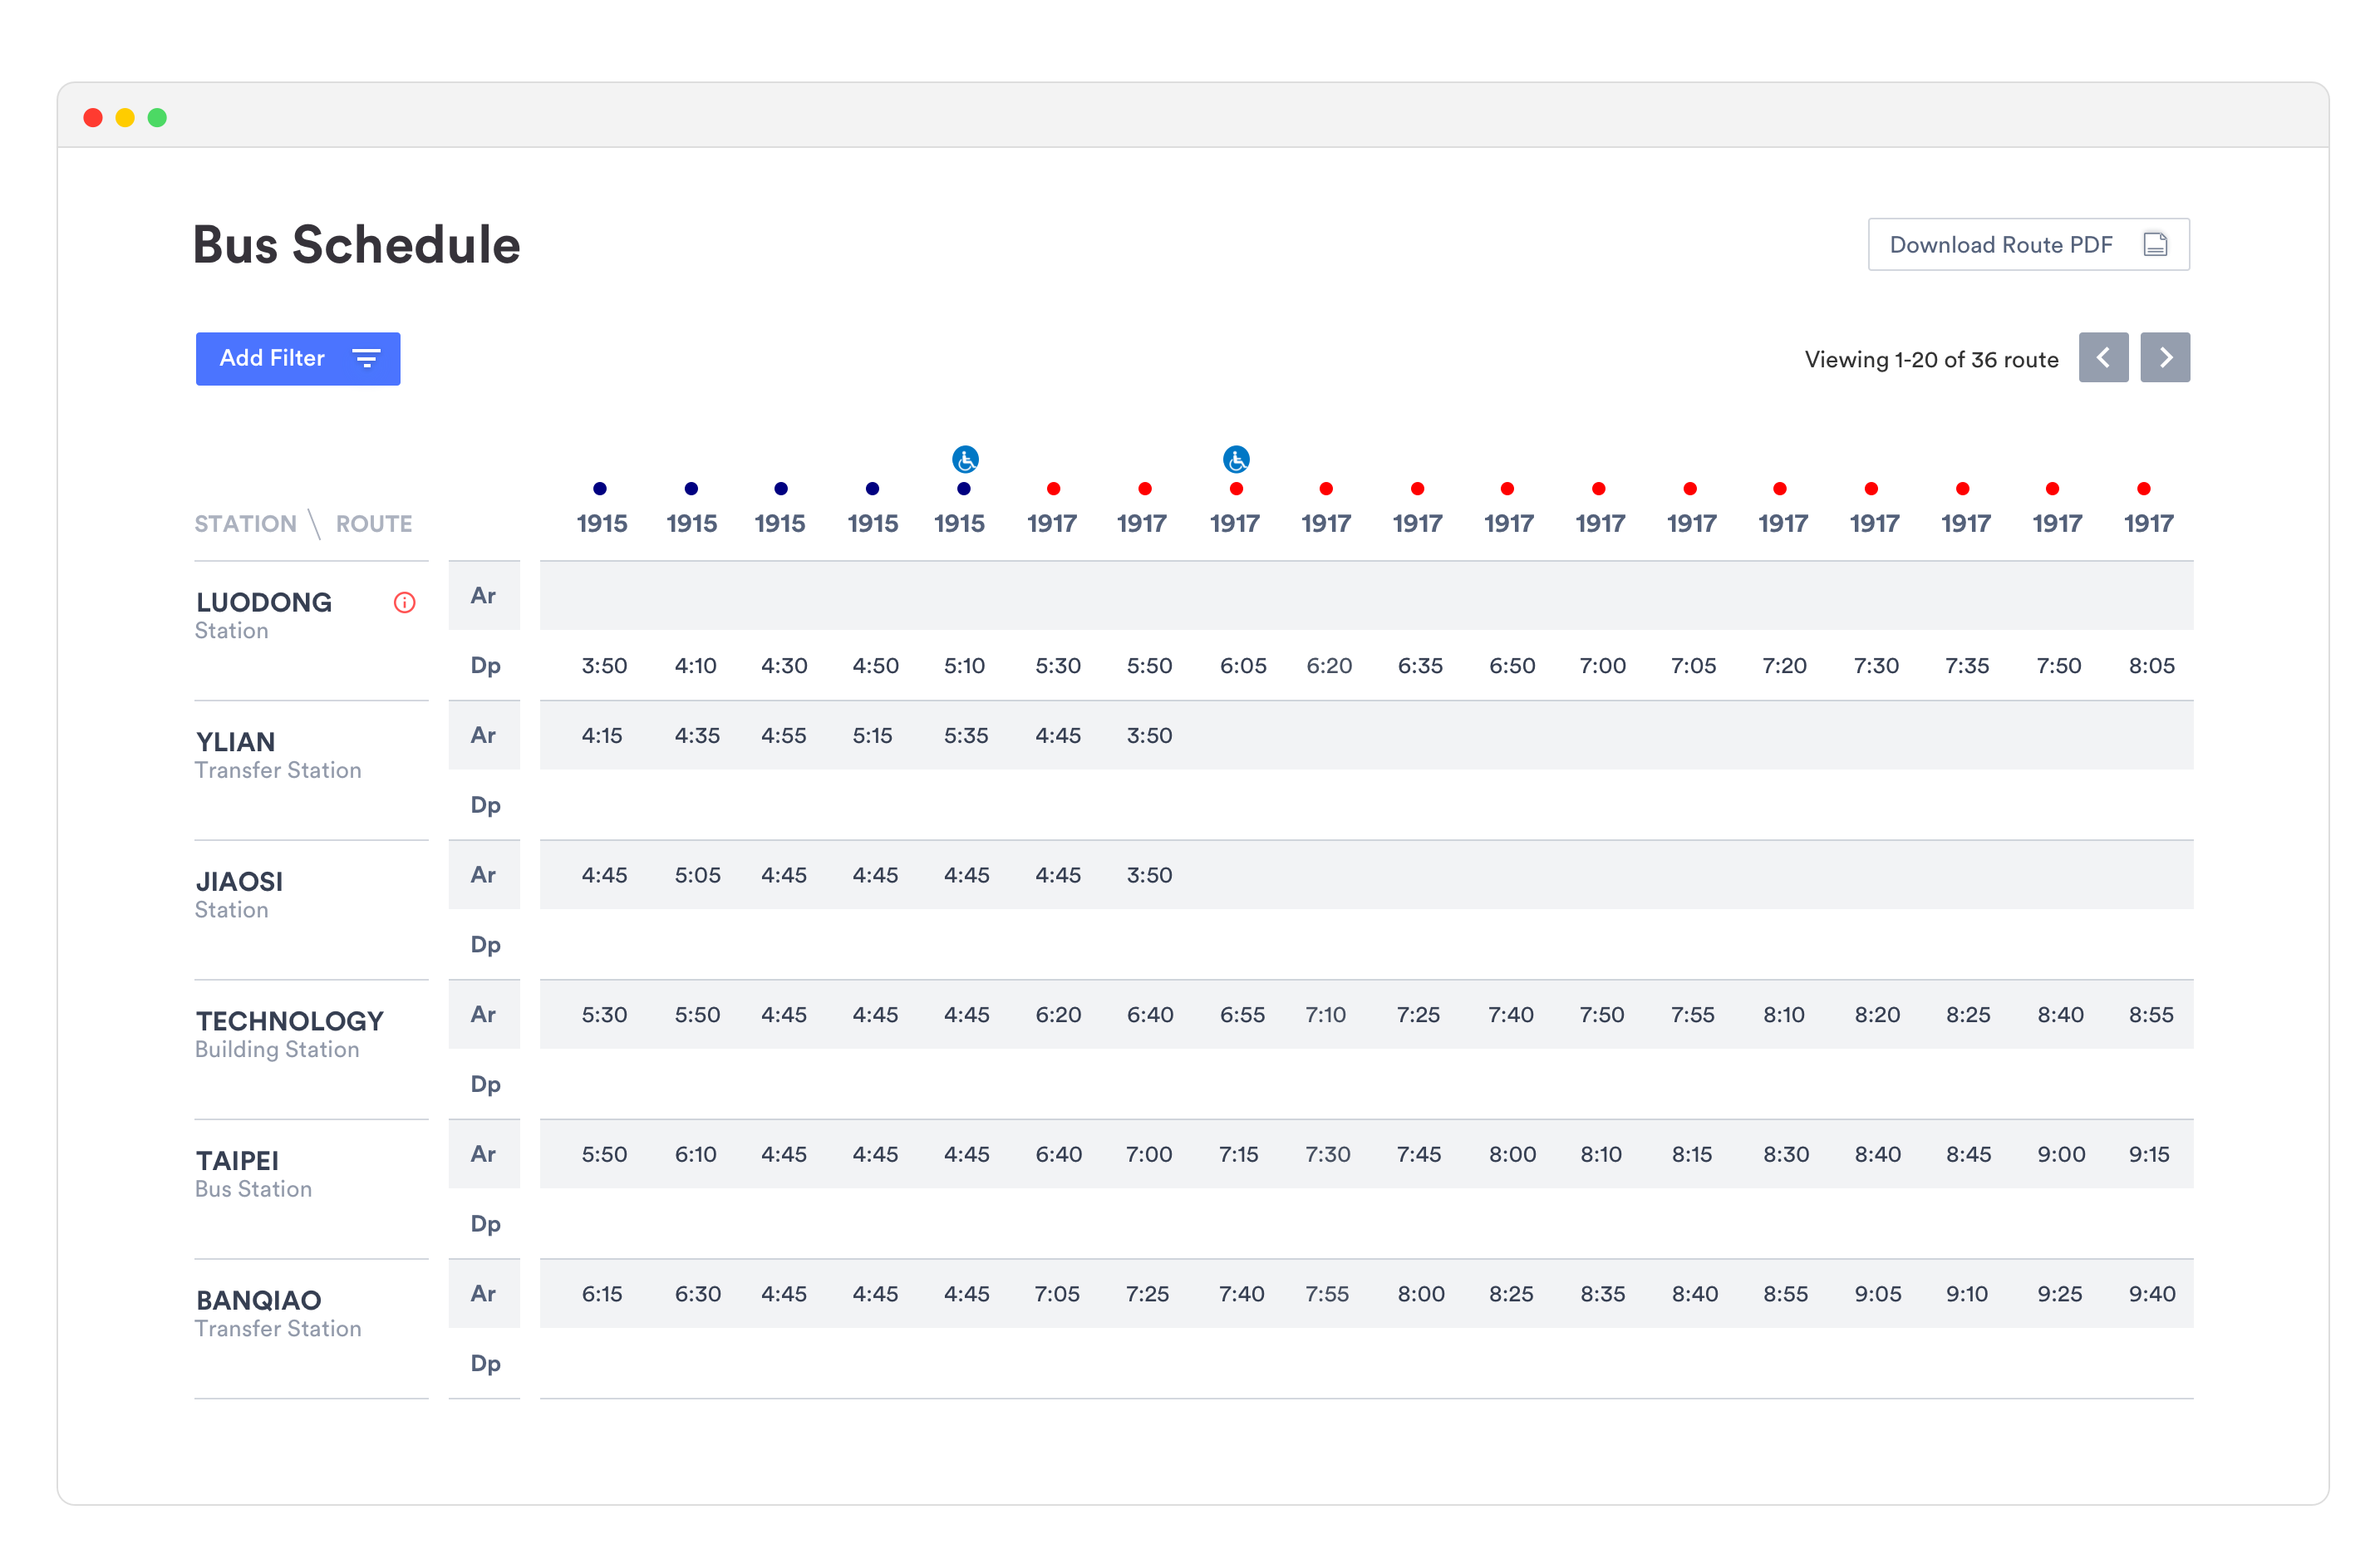 Bus Schedule
Download Route PDF
Add Filter
Viewing 1-20 of 36 route
STATION \ ROUTE 1915 1915 1915 1915 1915 1917 1917 1917 1917 1917 1917 1917 1917 1917 1917 1917 1917 1917
LUODONG
Station
Ar
Dp 3:50 4:10 4:30 4:50 5:10 5:30 5:50 6:05 6:20 6:35 6:50 7:00 7:05 7:20 7:30 7:35 7:50 8:05
YLIAN
Transfer Station
Ar 4:15 4:35 4:55 5:15 5:35 4:45 3:50
Dp
JIAOSI
Station
Ar 4:45 5:05 4:45 4:45 4:45 4:45 3:50
Dp
TECHNOLOGY
Building Station
Ar 5:30 5:50 4:45 4:45 4:45 6:20 6:40 6:55 7:10 7:25 7:40 7:50 7:55 8:10 8:20 8:25 8:40 8:55
Dp
TAIPEI
Bus Station
Ar 5:50 6:10 4:45 4:45 4:45 6:40 7:00 7:15 7:30 7:45 8:00 8:10 8:15 8:30 8:40 8:45 9:00 9:15
Dp
BANQIAO
Transfer Station
Ar 6:15 6:30 4:45 4:45 4:45 7:05 7:25 7:40 7:55 8:00 8:25 8:35 8:40 8:55 9:05 9:10 9:25 9:40
Dp